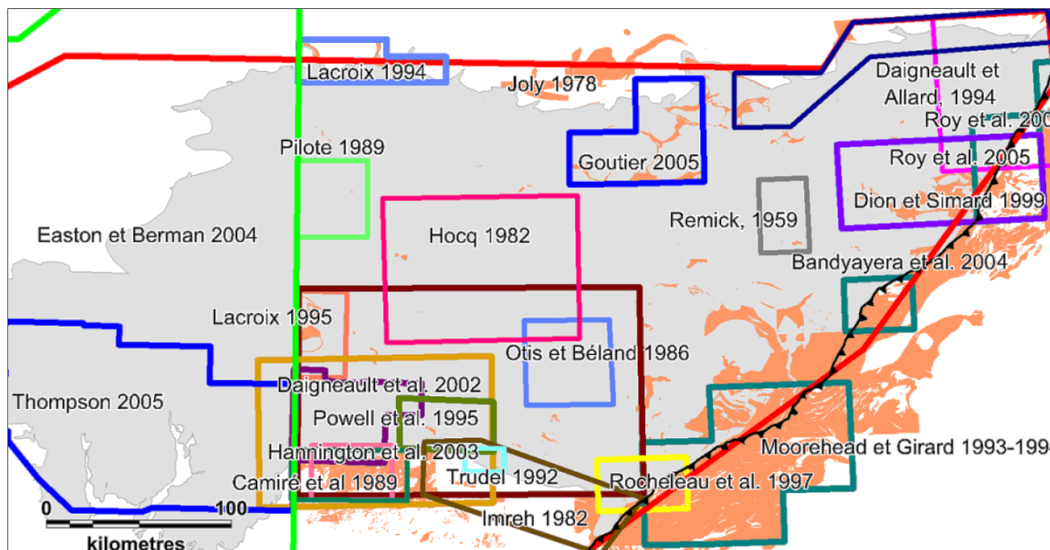 Lacroix 1994
Joly 1978
Daigneault et
Allard, 1994
Roy et al. 200
Pilote 1989
Goutier 2005
Roy et al. 2005
Dion et Simard 1999
Remick, 1959
Easton et Berman 2004
Hocq 1982
Bandyayera et al. 2004
Lacroix 1995
Otis et Béland 1986
Daigneault et al. 2002
Thompson 2005
Powell et al. 1995
Hannington et al. 2003
Moorehead et Girard 1993-199
Camiré et al 1989
Trudel 1992
Rocheleau et al. 1997
Imreh 1982
0 100
kilometres